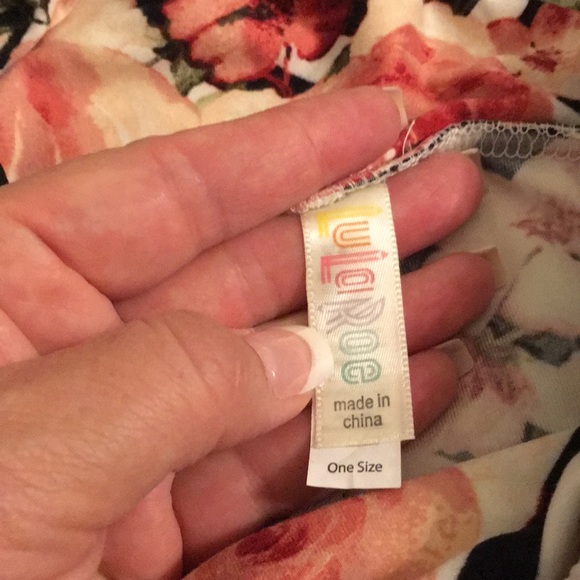 LuLaRoe
made in
china
One Size